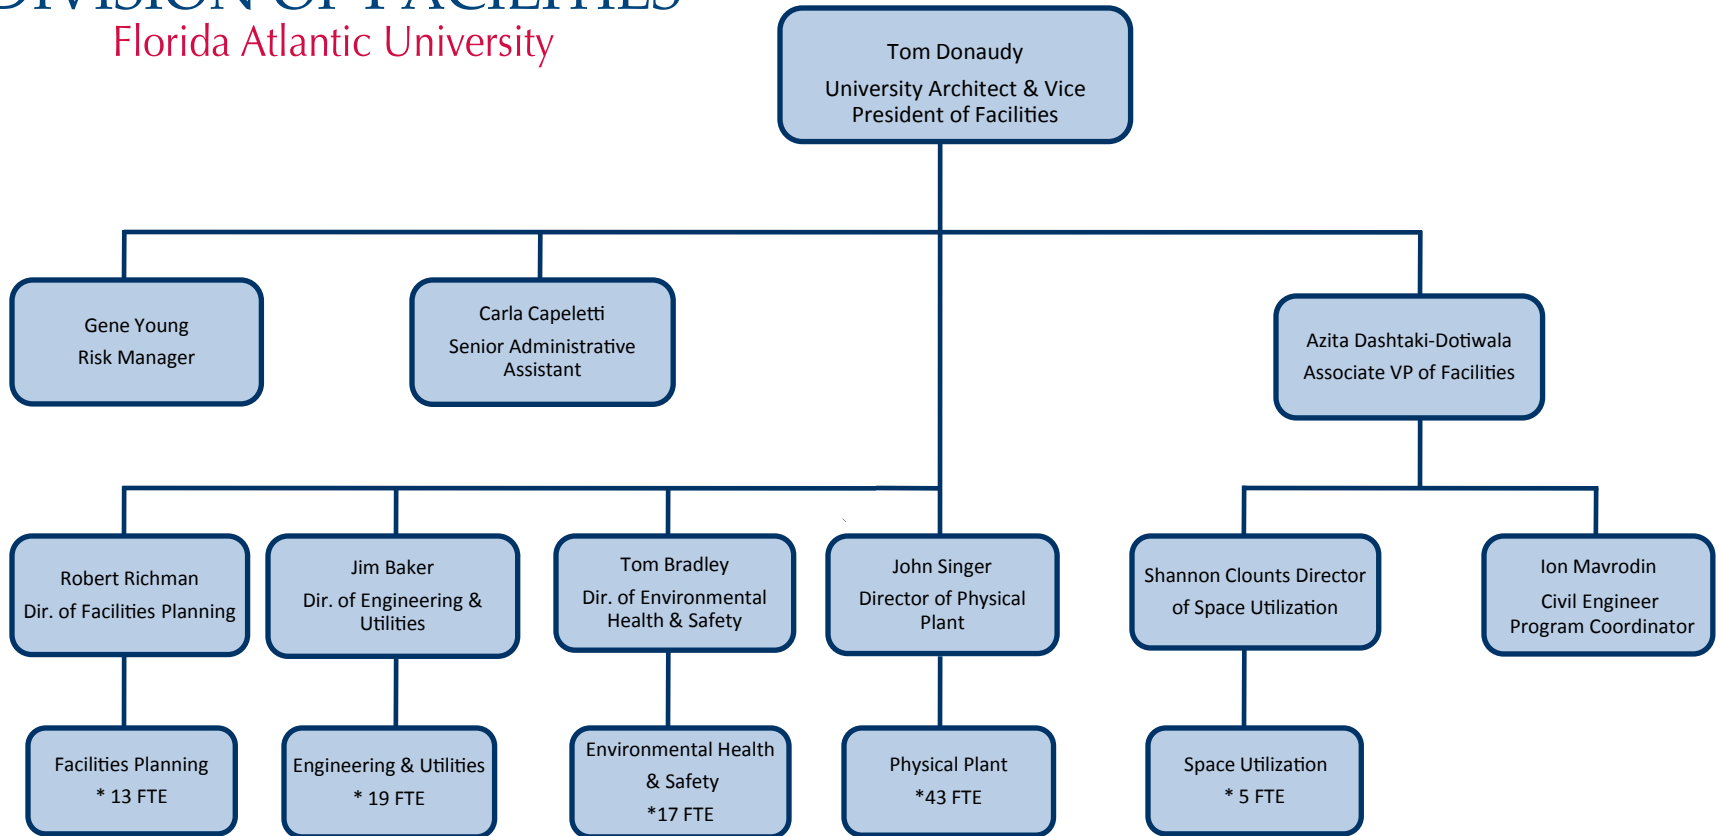 DIVISION OF FACILITIES
Florida Atlantic University
Tom Donaudy
University Architect & Vice
President of Facilities
Gene Young
Risk Manager
Carla Capeletti
Senior Administrative
Assistant
Azita Dashtaki-Dotiwala
Associate VP of Facilities
Robert Richman
Dir. of Facilities Planning
Jim Baker
Dir. of Engineering &
Utilities
Tom Bradley
Dir. of Environmental
Health & Safety
John Singer
Director of Physical
Plant
Shannon Clounts Director
of Space Utilization
Ion Mavrodin
Civil Engineer
Program Coordinator
Facilities Planning
* 13 FTE
Engineering & Utilities
* 19 FTE
Environmental Health
& Safety
*17 FTE
Physical Plant
*43 FTE
Space Utilization
* 5 FTE